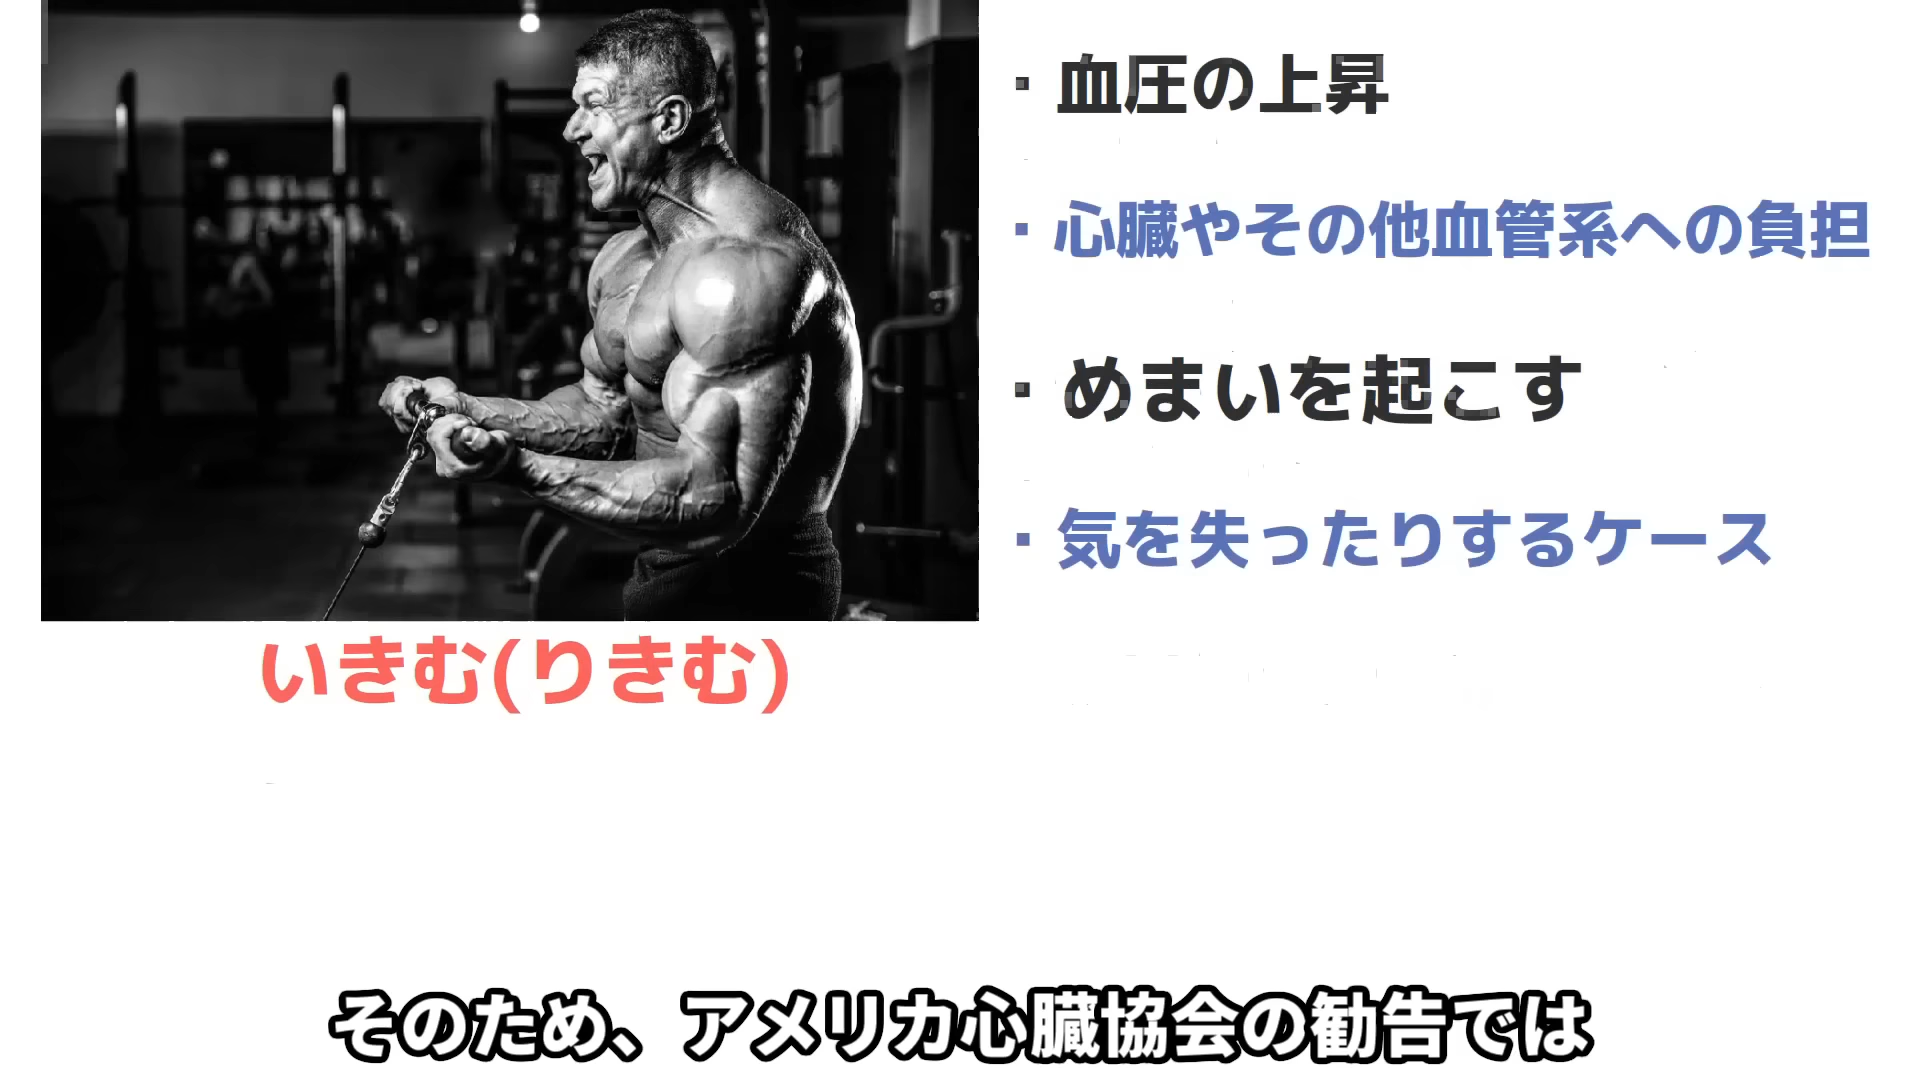 ・血圧の上昇
・心臓やその他血管系への負担
・めまいを起こす
・気を失ったりするケース
いきむ(りきむ)
そのため、アメリカ心臓協会の勧告では